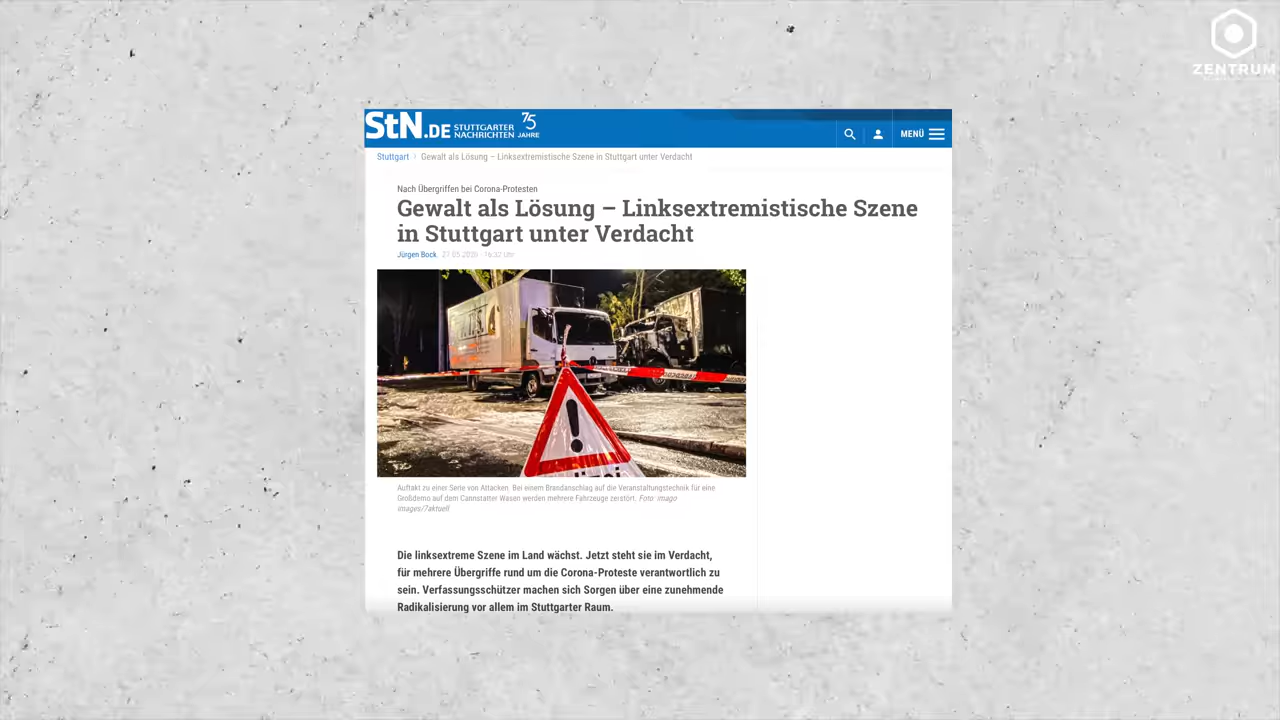 ZENTRUM
StN.DE STUTTGARTER NACHRICHTEN 75 JAHRE
MENÜ
Stuttgart › Gewalt als Lösung – Linksextremistische Szene in Stuttgart unter Verdacht
Nach Übergriffen bei Corona-Protesten
Gewalt als Lösung – Linksextremistische Szene
in Stuttgart unter Verdacht
Jürgen Bock
Auftakt zu einer Serie von Attacken: Bei einem Brandanschlag auf die Veranstaltungstechnik für eine
Großdemo auf dem Cannstatter Wasen werden mehrere Fahrzeuge zerstört. Foto: imago
images/7aktuell
Die linksextreme Szene im Land wächst. Jetzt steht sie im Verdacht,
für mehrere Übergriffe rund um die Corona-Proteste verantwortlich zu
sein. Verfassungsschützer machen sich Sorgen über eine zunehmende
Radikalisierung vor allem im Stuttgarter Raum.